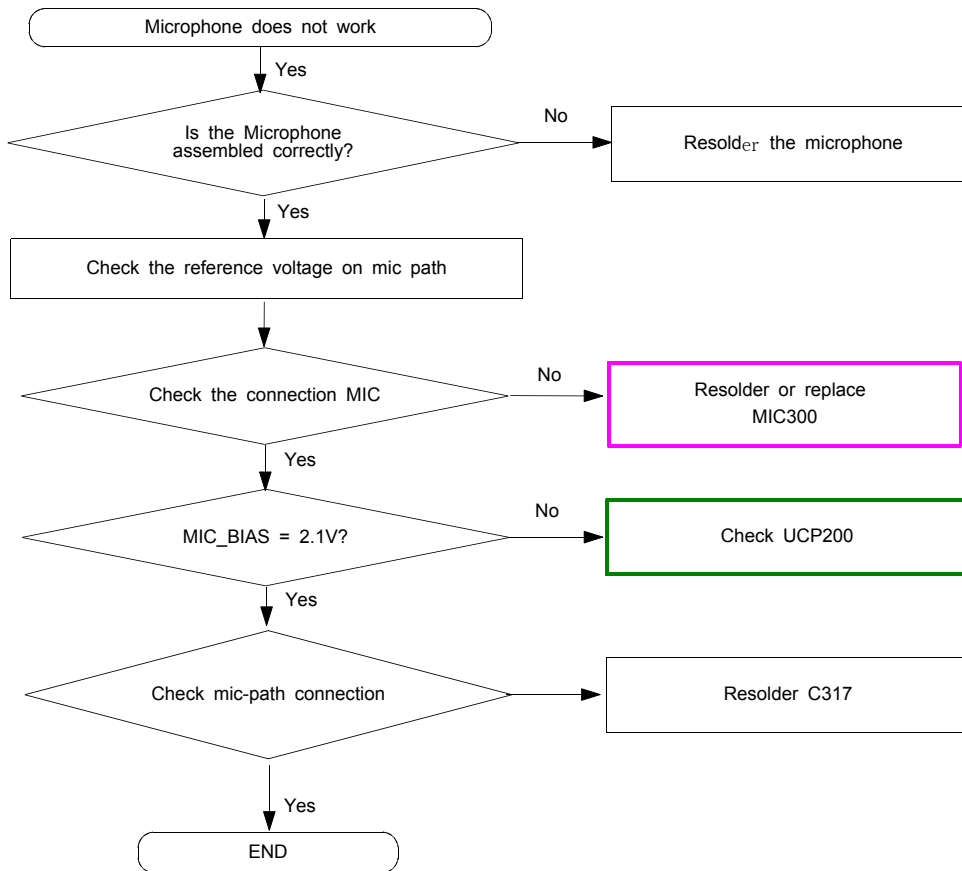 Microphone does not work
Yes
Is the Microphone
assembled correctly?
No
Resolder the microphone
Yes
Check the reference voltage on mic path
Check the connection MIC
No
Resolder or replace
MIC300
Yes
MIC_BIAS = 2.1V?
No
Check UCP200
Yes
Check mic-path connection
Resolder C317
Yes
END